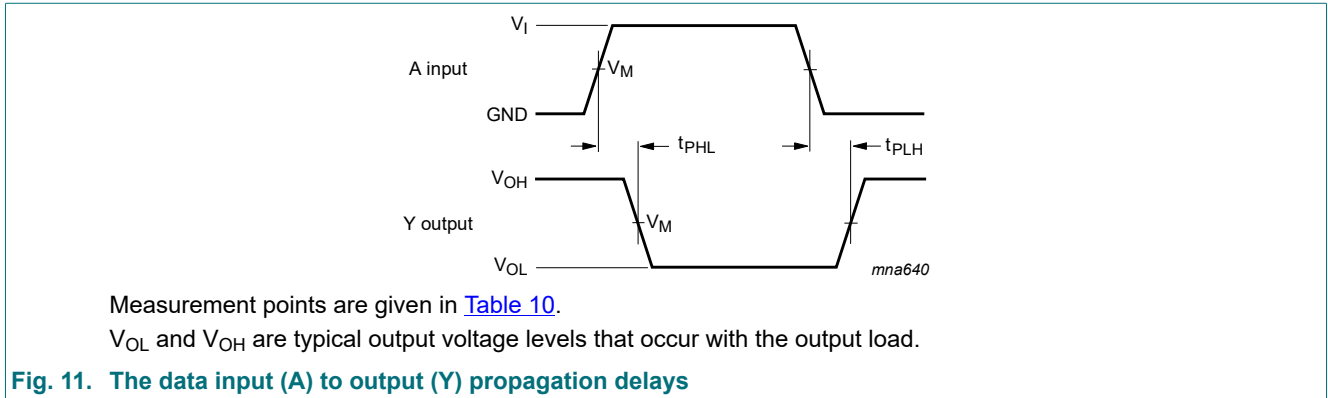 VI
A input
VM
GND
tPHL
tPLH
VOH
Y output
VM
VOL
mna640
Measurement points are given in Table 10.
VOL and VOH are typical output voltage levels that occur with the output load.
Fig. 11. The data input (A) to output (Y) propagation delays